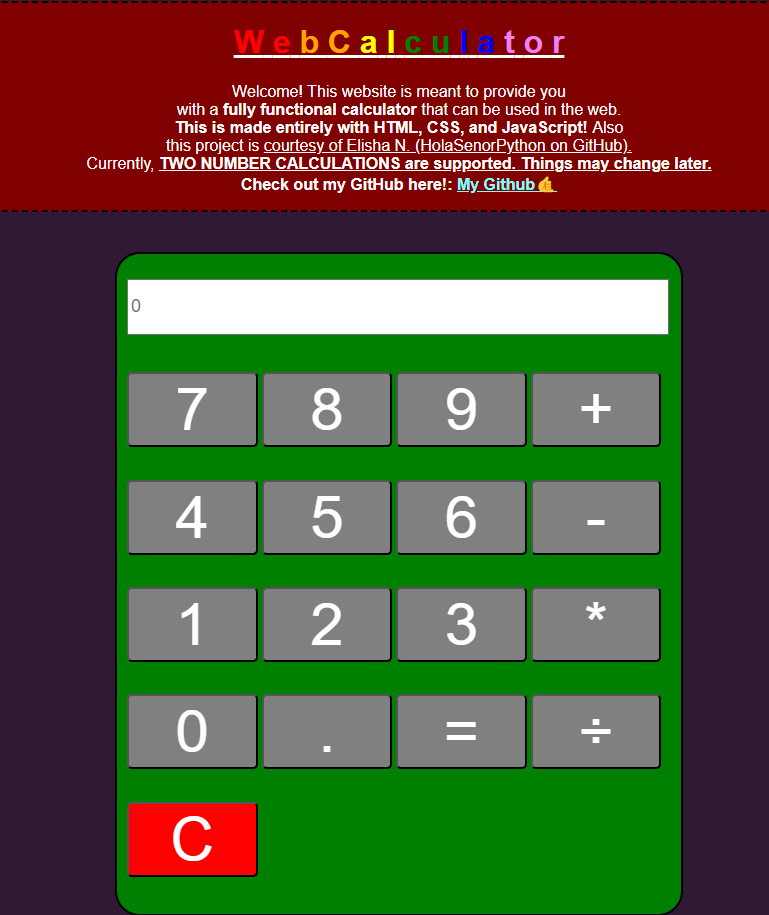 WebCalculator
Welcome! This website is meant to provide you
with a fully functional calculator that can be used in the web.
This is made entirely with HTML, CSS, and JavaScript! Also
this project is courtesy of Elisha N. (HolaSenorPython on GitHub).
Currently, TWO NUMBER CALCULATIONS are supported. Things may change later.
Check out my GitHub here!: My Github👍
0
7 8 9 +
4 5 6 -
1 2 3 *
0 . = ÷
C